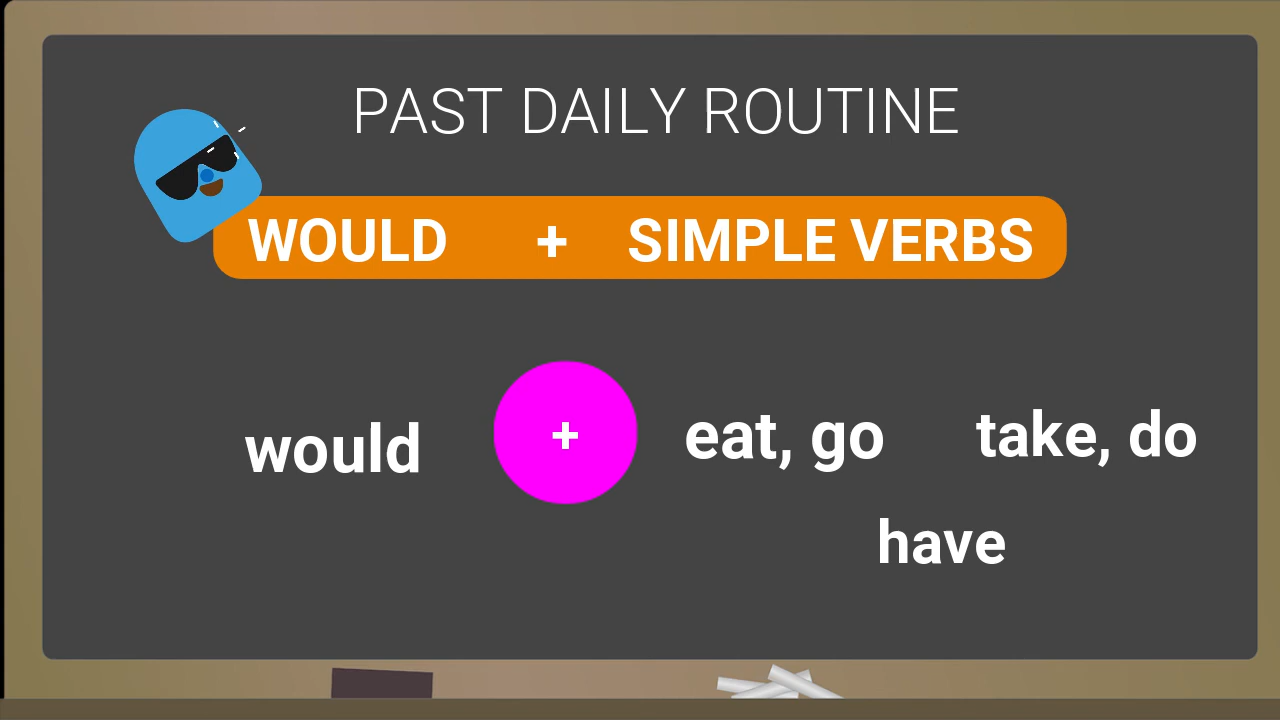 PAST DAILY ROUTINE
WOULD + SIMPLE VERBS
would + eat, go take, do
have